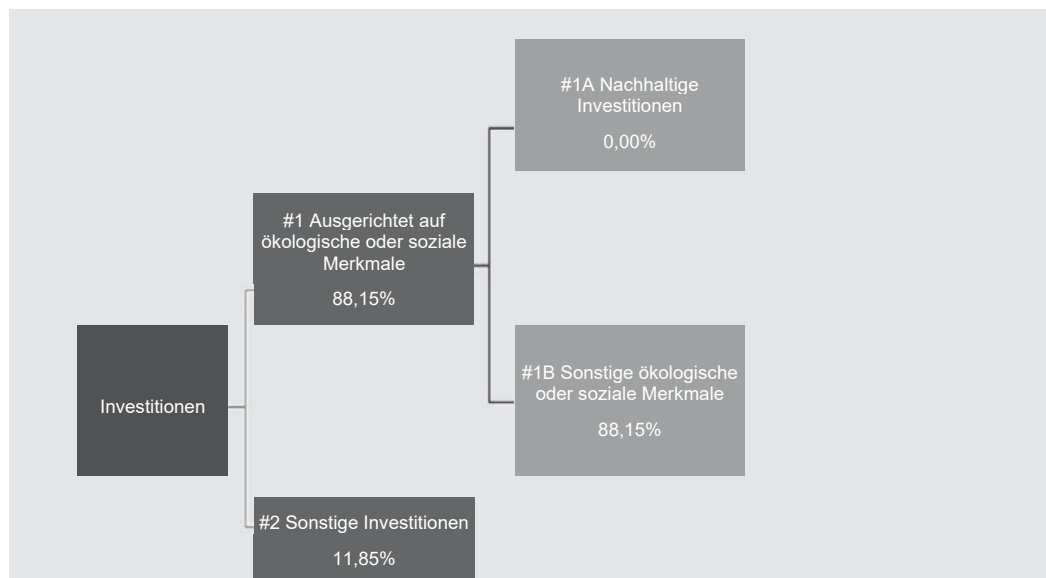 #1A Nachhaltige
Investitionen
0,00%
#1 Ausgerichtet auf
ökologische oder soziale
Merkmale
88,15%
#1B Sonstige ökologische
oder soziale Merkmale
88,15%
Investitionen
#2 Sonstige Investitionen
11,85%